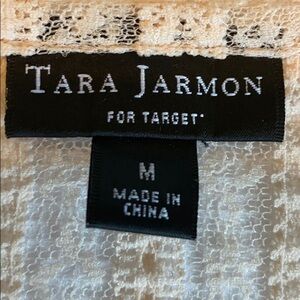 TARA JARMON
FOR TARGET
M
MADE IN
CHINA